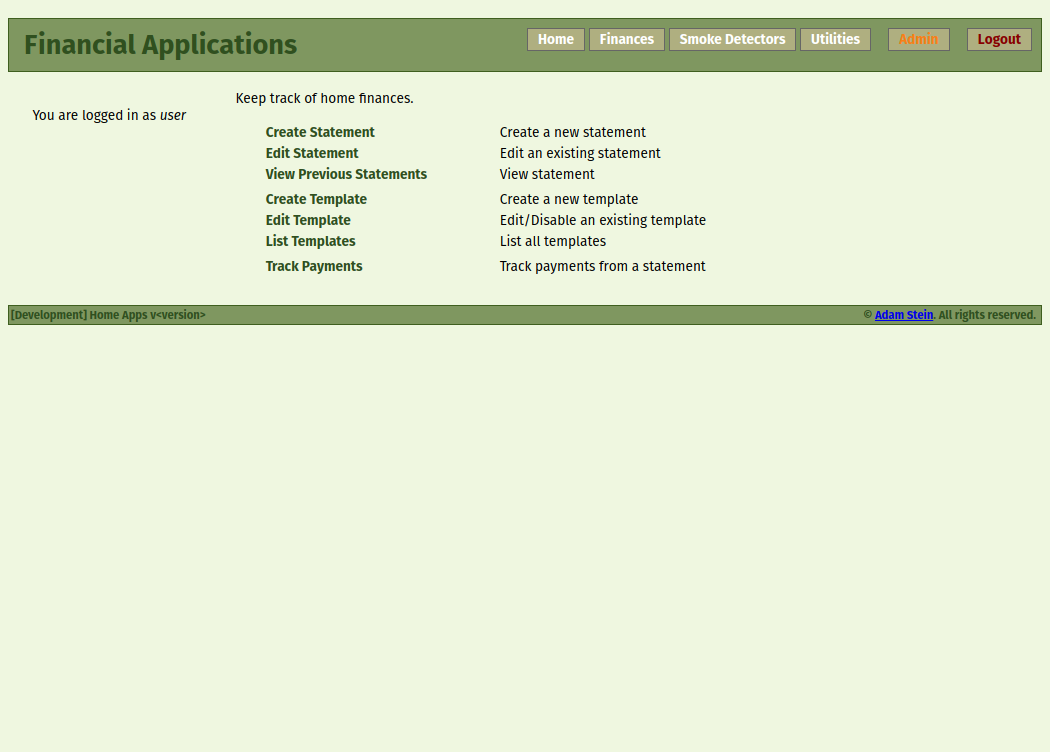 Financial Applications
Home Finances Smoke Detectors Utilities Admin Logout
You are logged in as user
Keep track of home finances.
Create Statement Create a new statement
Edit Statement Edit an existing statement
View Previous Statements View statement
Create Template Create a new template
Edit Template Edit/Disable an existing template
List Templates List all templates
Track Payments Track payments from a statement
[Development] Home Apps v<version> © Adam Stein. All rights reserved.